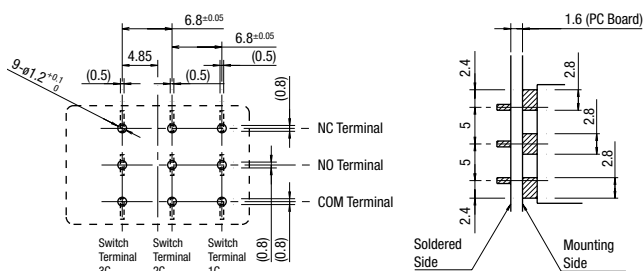 6.8±0.05
6.8±0.05
4.85
(0.5)
(0.5)
(0.5)
9-ø1.2 +0.1 0
(0.8)
NC Terminal
NO Terminal
COM Terminal
(0.8)
(0.8)
Switch Terminal 3C
Switch Terminal 2C
Switch Terminal 1C
1.6 (PC Board)
2.4
5
5
2.4
2.8
2.8
2.8
Soldered Side
Mounting Side